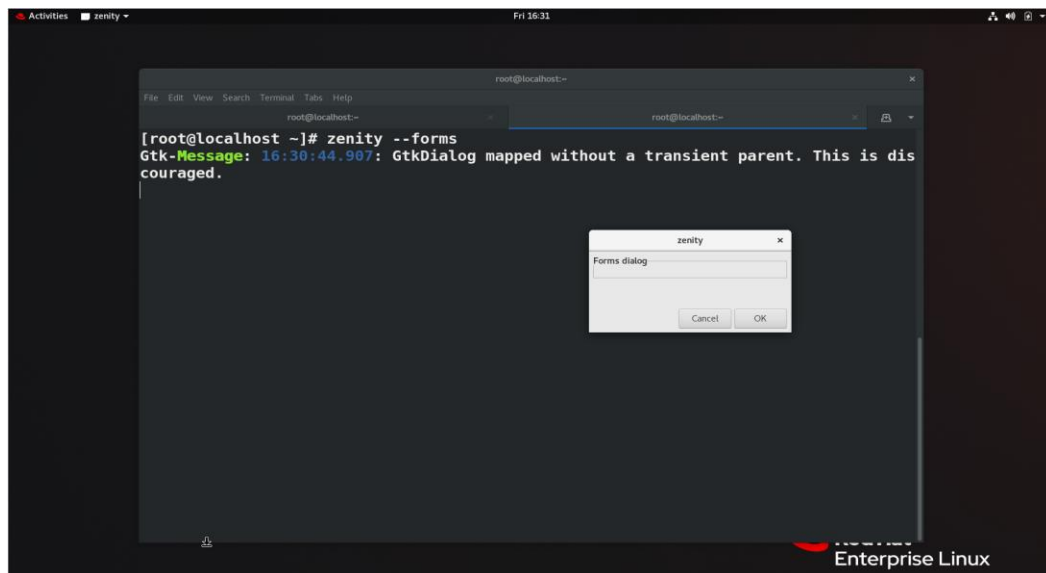 Activities zenity Fri 16:31
root@localhost:~
File Edit View Search Terminal Tabs Help
root@localhost:~ root@localhost:~
[root@localhost ~]# zenity --forms
Gtk-Message: 16:30:44.907: GtkDialog mapped without a transient parent. This is dis
couraged.
zenity
Forms dialog
Cancel OK
Enterprise Linux